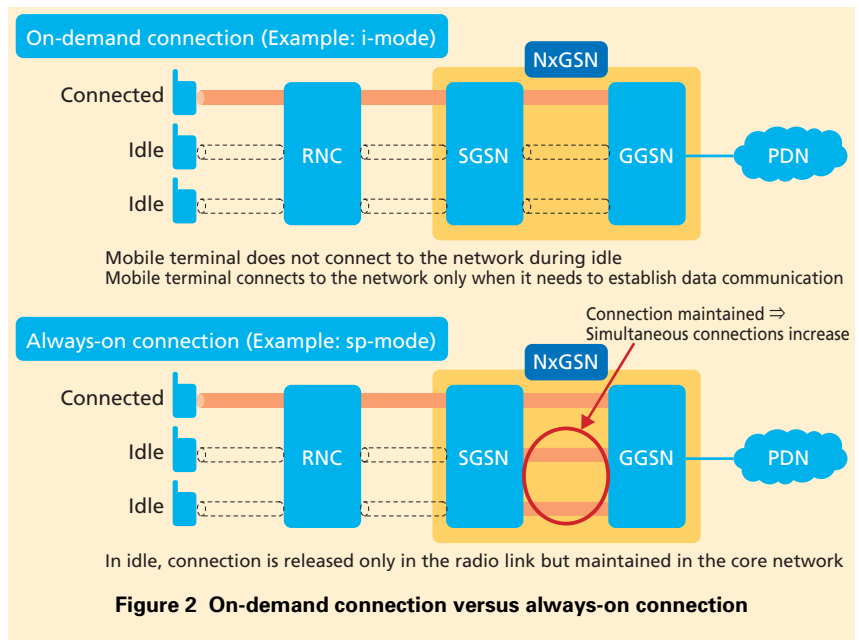 On-demand connection (Example: i-mode)
NxGSN
Connected
Idle
RNC
SGSN
GGSN
PDN
Idle
Mobile terminal does not connect to the network during idle
Mobile terminal connects to the network only when it needs to establish data communication
Connection maintained ⇒
Simultaneous connections increase
Always-on connection (Example: sp-mode)
NxGSN
Connected
Idle
RNC
SGSN
GGSN
PDN
Idle
In idle, connection is released only in the radio link but maintained in the core network
Figure 2 On-demand connection versus always-on connection